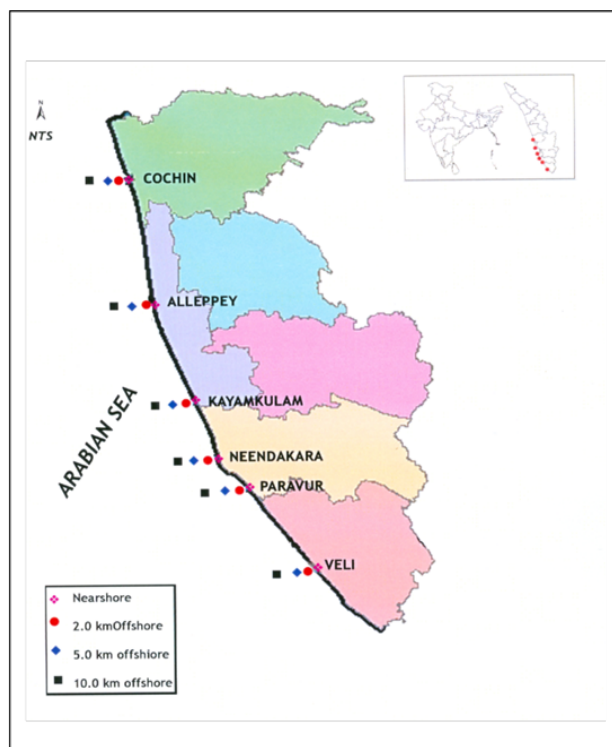 N
NTS
COCHIN
ALLEPPEY
KAYAMKULAM
ARABIAN SEA
NEENDAKARA
PARAVUR
VELI
Nearshore
2.0 kmOffshore
5.0 km offshiore
10.0 km offshore